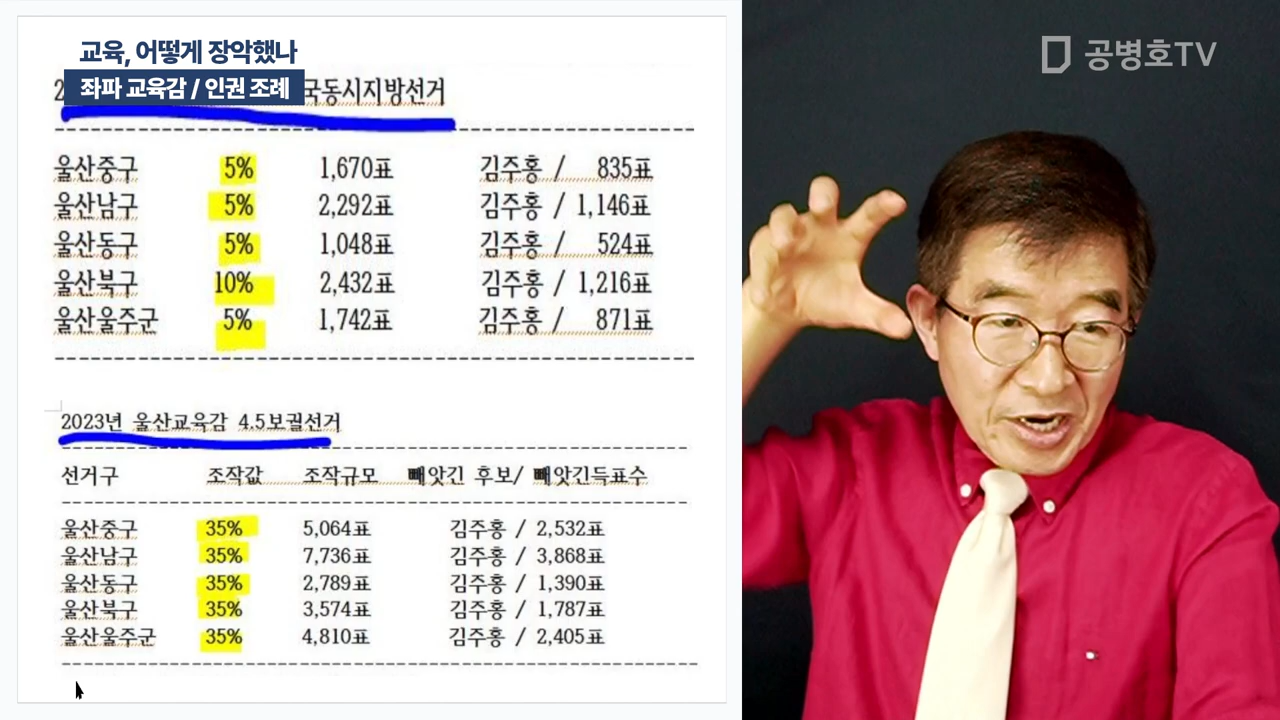 교육, 어떻게 장악했나
좌파 교육감 / 인권 조례
공병호TV
2 국동시지방선거
울산중구 5% 1,670표 김주홍 / 835표
울산남구 5% 2,292표 김주홍 / 1,146표
울산동구 5% 1,048표 김주홍 / 524표
울산북구 10% 2,432표 김주홍 / 1,216표
울산울주군 5% 1,742표 김주홍 / 871표
2023년 울산교육감 4.5보궐선거
선거구 조작값 조작규모 빼앗긴 후보/ 빼앗긴득표수
울산중구 35% 5,064표 김주홍 / 2,532표
울산남구 35% 7,736표 김주홍 / 3,868표
울산동구 35% 2,789표 김주홍 / 1,390표
울산북구 35% 3,574표 김주홍 / 1,787표
울산울주군 35% 4,810표 김주홍 / 2,405표